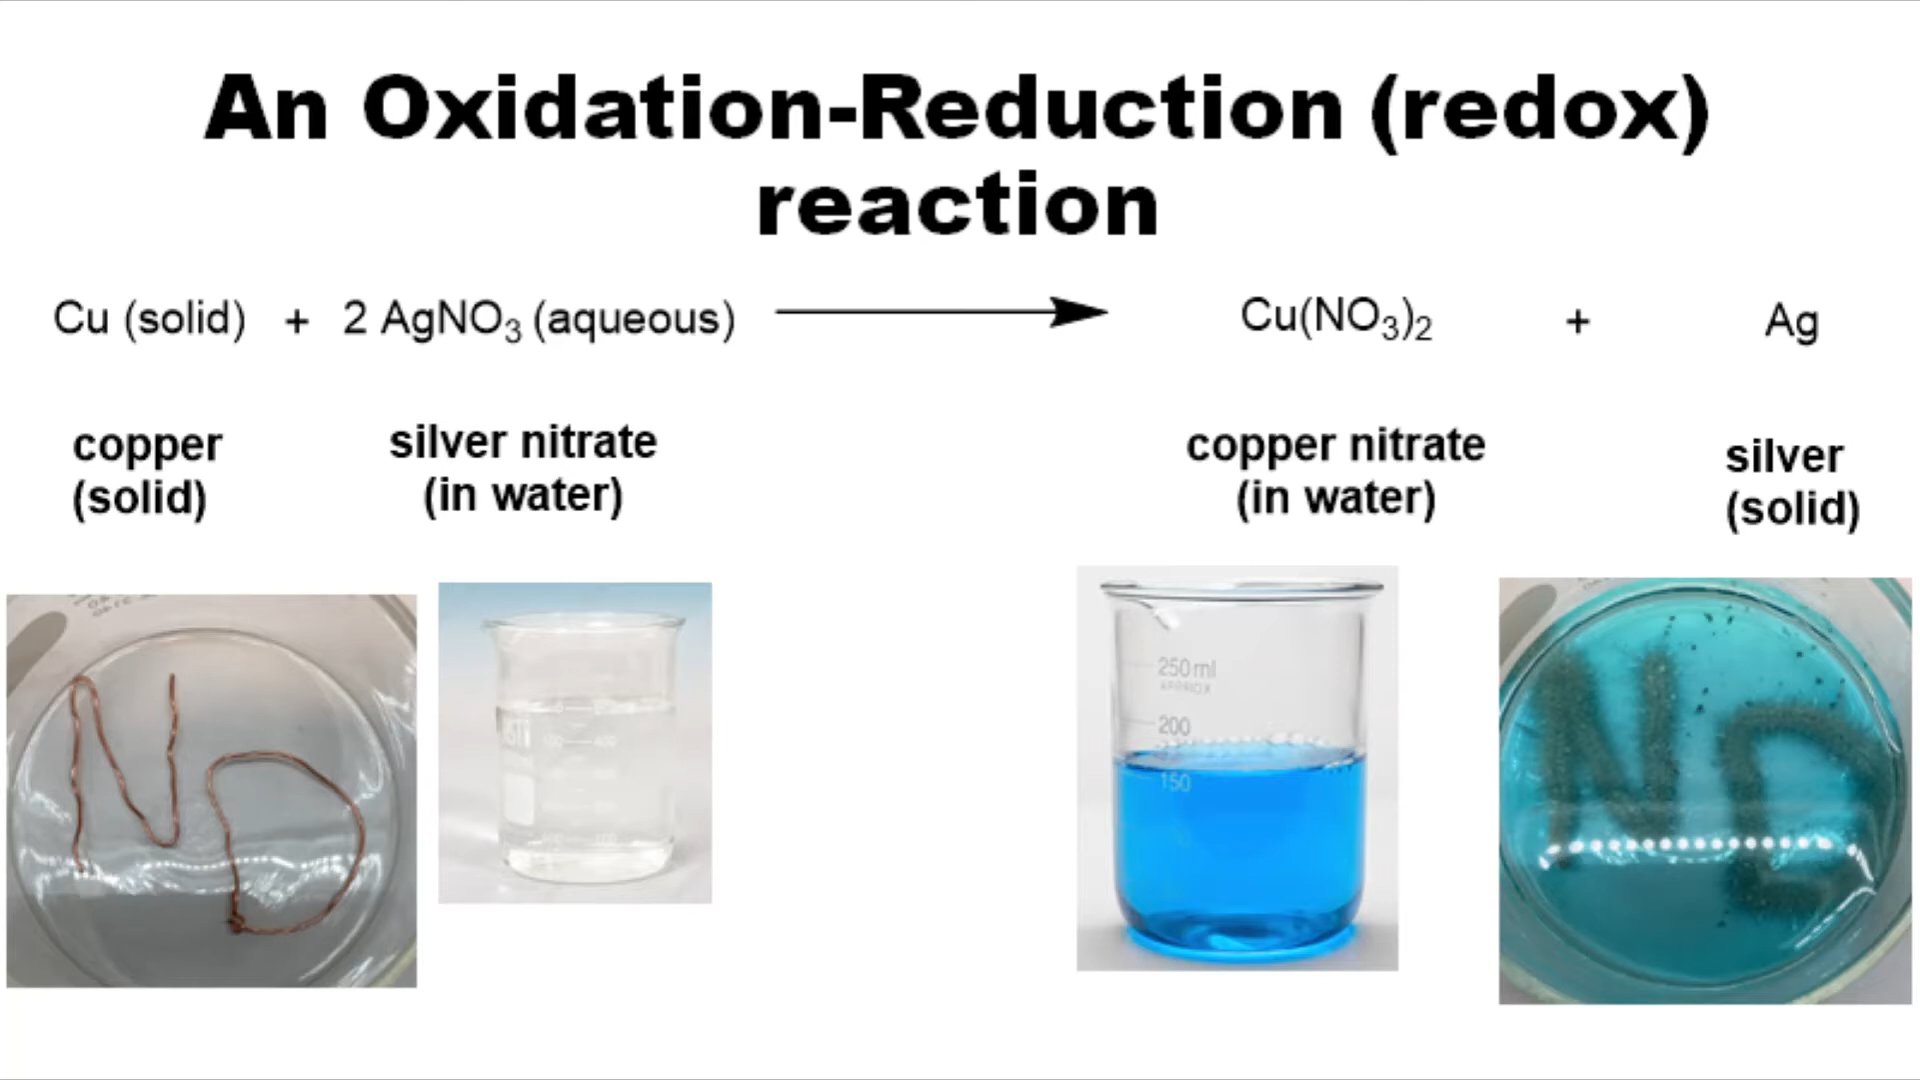 An Oxidation-Reduction (redox)
reaction
Cu (solid) + 2 AgNO₃ (aqueous) Cu(NO₃)₂ + Ag
copper
(solid)
silver nitrate
(in water)
copper nitrate
(in water)
silver
(solid)
250 ml
APPROX
200
150